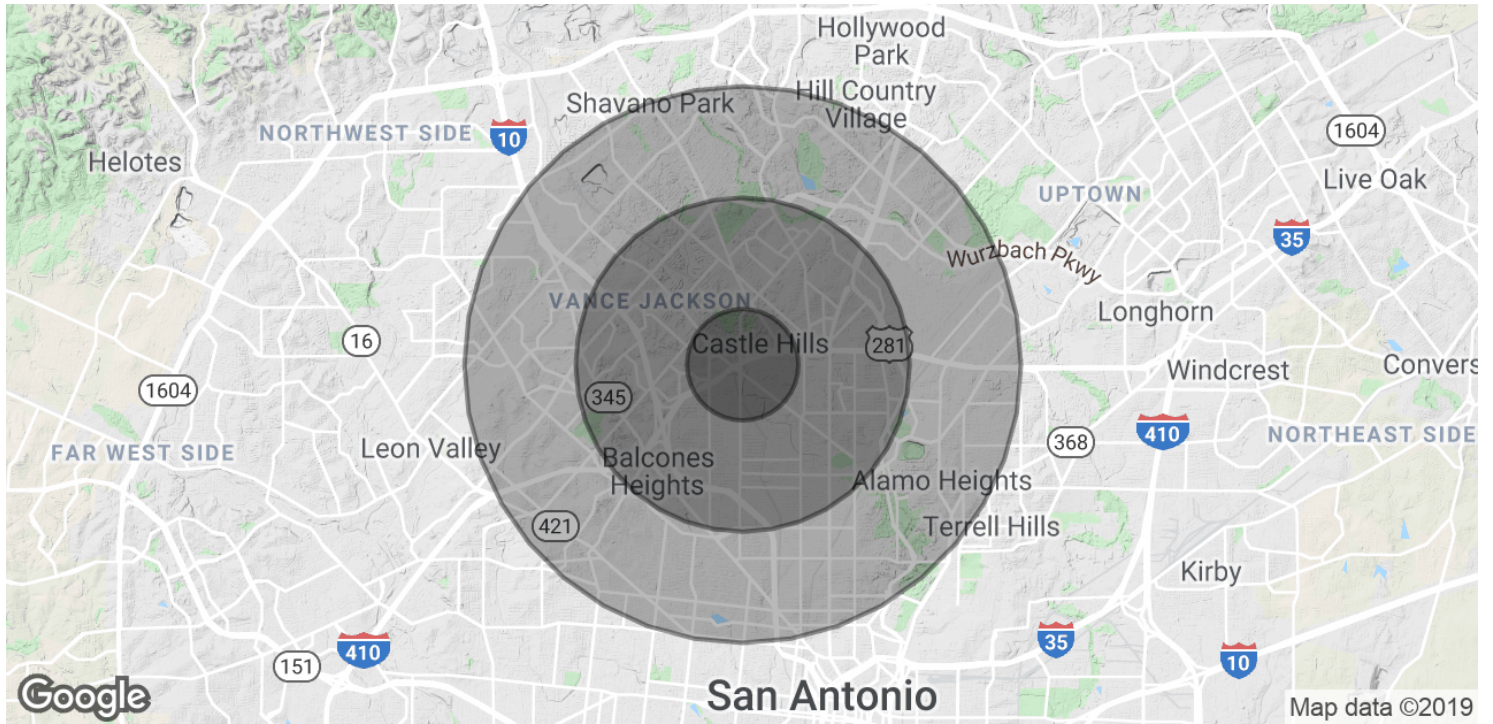 Hollywood
Park
Shavano Park
Hill Country
Village
NORTHWEST SIDE
10
1604
Helotes
Live Oak
UPTOWN
35
Wurzbach Pkwy
VANCE JACKSON
Longhorn
16
Castle Hills
281
Windcrest
Convers
1604
345
410
368
NORTHEAST SIDE
FAR WEST SIDE
Leon Valley
Balcones
Heights
Alamo Heights
421
Terrell Hills
Kirby
35
410
151
10
San Antonio
Google
Map data ©2019